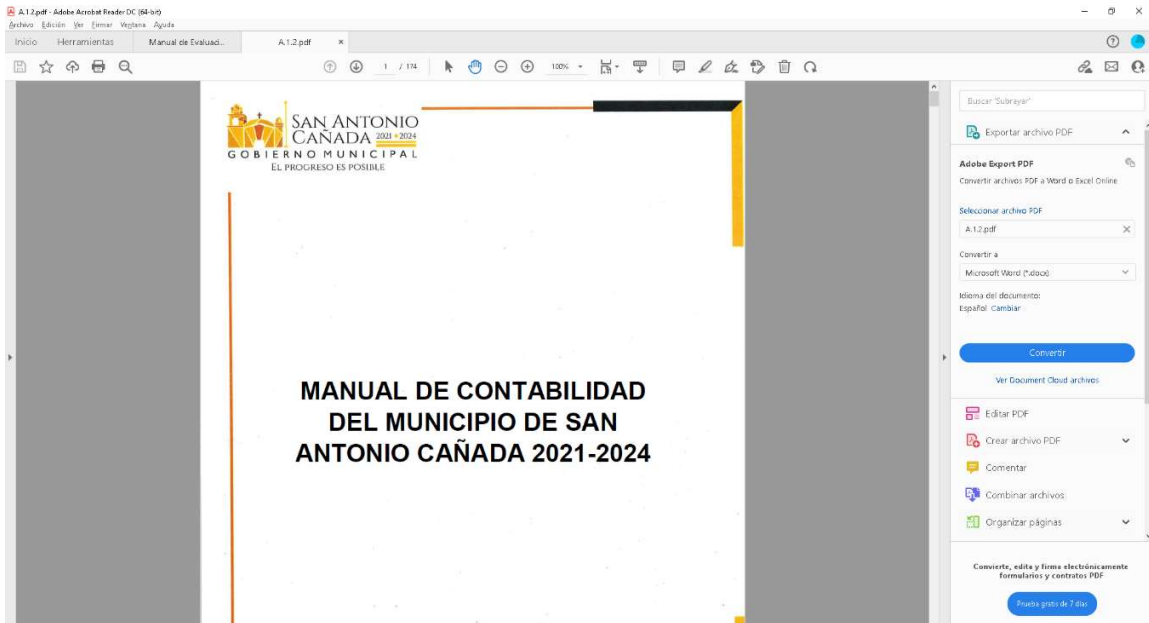 A.1.2.pdf - Adobe Acrobat Reader DC (64-bit)
Archivo Edición Ver Firmar Ventana Ayuda
Inicio Herramientas Manual de Evaluaci... A.1.2.pdf ×
1 / 174 100%
SAN ANTONIO
CAÑADA 2021 • 2024
GOBIERNO MUNICIPAL
EL PROGRESO ES POSIBLE
MANUAL DE CONTABILIDAD
DEL MUNICIPIO DE SAN
ANTONIO CAÑADA 2021-2024
Buscar 'Subrayar'
Exportar archivo PDF
Adobe Export PDF
Convertir archivos PDF a Word o Excel Online
Seleccionar archivo PDF
A.1.2.pdf
Convertir a
Microsoft Word (*.docx)
Idioma del documento:
Español Cambiar
Convertir
Ver Document Cloud archivos
Editar PDF
Crear archivo PDF
Comentar
Combinar archivos
Organizar páginas
Convierte, edita y firma electrónicamente
formularios y contratos PDF
Prueba gratis de 7 días